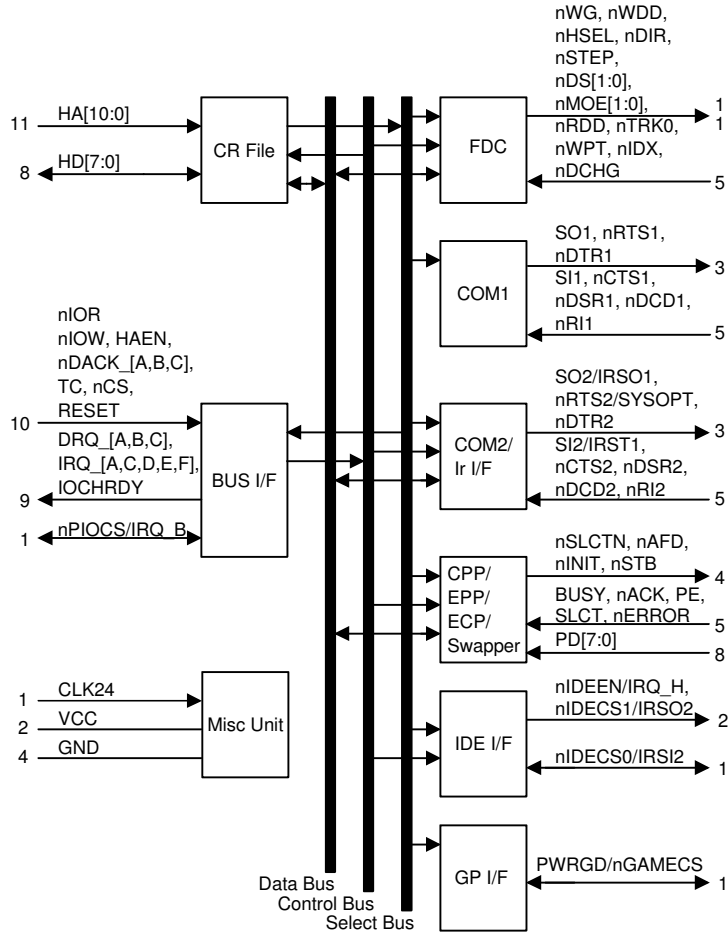 nWG, nWDD,
nHSEL, nDIR,
nSTEP,
nDS[1:0],
nMOE[1:0],
nRDD, nTRK0,
nWPT, nIDX,
nDCHG
1
1
5
11
HA[10:0]
8
HD[7:0]
CR File
FDC
SO1, nRTS1,
nDTR1
SI1, nCTS1,
nDSR1, nDCD1,
nRI1
3
5
COM1
nIOR
nIOW, HAEN,
nDACK_[A,B,C],
TC, nCS,
RESET
10
DRQ_[A,B,C],
IRQ_[A,C,D,E,F],
IOCHRDY
9
1
nPIOCS/IRQ_B
BUS I/F
COM2/
Ir I/F
SO2/IRSO1,
nRTS2/SYSOPT,
nDTR2
SI2/IRST1,
nCTS2, nDSR2,
nDCD2, nRI2
3
5
CPP/
EPP/
ECP/
Swapper
nSLCTN, nAFD,
nINIT, nSTB
4
BUSY, nACK, PE,
SLCT, nERROR
5
PD[7:0]
8
1
CLK24
2
VCC
4
GND
Misc Unit
IDE I/F
nIDEEN/IRQ_H,
nIDECS1/IRSO2
2
nIDECS0/IRSI2
1
GP I/F
PWRGD/nGAMECS
1
Data Bus
Control Bus
Select Bus